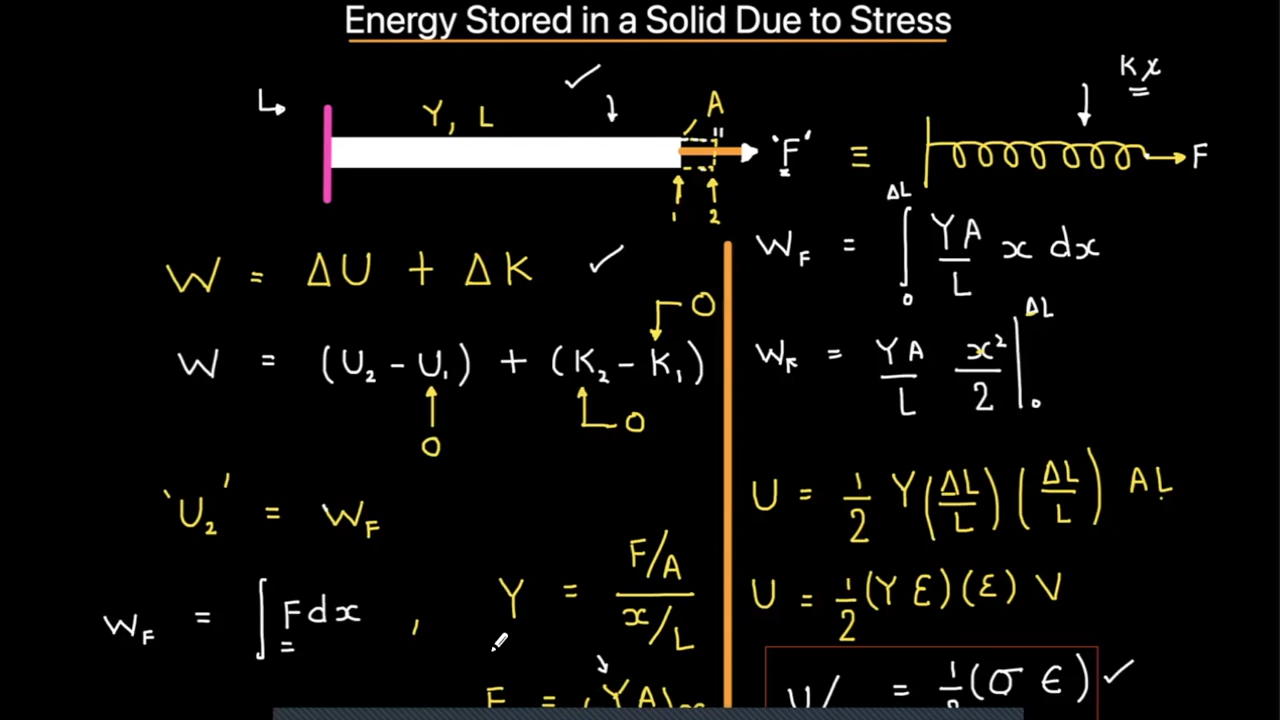 Energy Stored in a Solid Due to Stress
Y, L
A
'F' ≡
1 2
Kx
F
W = ΔU + ΔK
W = (U₂ - U₁) + (K₂ - K₁)
0
0
0
'U₂' = W_F
W_F = ∫ F dx , Y = F/A / x/L
F = (YA)
W_F = ∫₀^ΔL YA/L x dx
W_F = YA/L x²/2 |₀^ΔL
U = 1/2 Y (ΔL/L) (ΔL/L) AL
U = 1/2 (Y ε) (ε) V
U/ = 1/2 (σ ε)